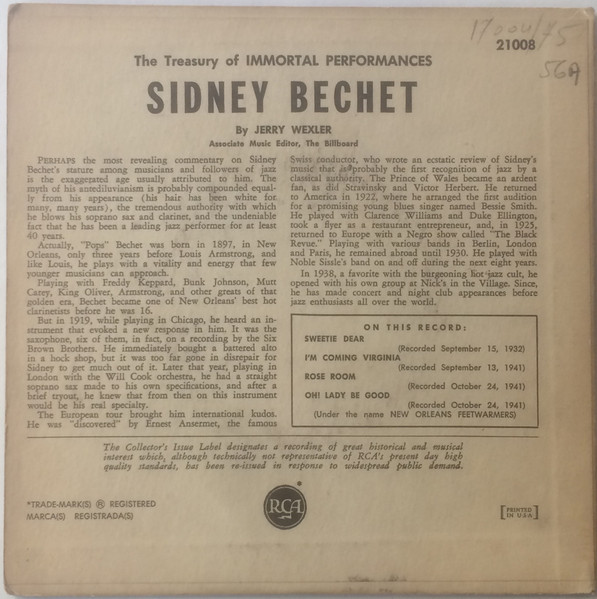 21008
56A
The Treasury of IMMORTAL PERFORMANCES
SIDNEY BECHET
By JERRY WEXLER
Associate Music Editor, The Billboard
PERHAPS the most revealing commentary on Sidney
Bechet's stature among musicians and followers of jazz
is the exaggerated age usually attributed to him. The
myth of his antediluvianism is probably compounded equal-
ly from his appearance (his hair has been white for
many, many years), the tremendous authority with which
he blows his soprano sax and clarinet, and the undeniable
fact that he has been a leading jazz performer for at least
40 years.
Actually, "Pops" Bechet was born in 1897, in New
Orleans, only three years before Louis Armstrong, and
like Louis, he plays with a vitality and energy that few
younger musicians can approach.
Playing with Freddy Keppard, Bunk Johnson, Mutt
Carey, King Oliver, Armstrong, and other greats of that
golden era, Bechet became one of New Orleans' best hot
clarinetists before he was 16.
But in 1919, while playing in Chicago, he heard an in-
strument that evoked a new response in him. It was the
saxophone, six of them, in fact, on a recording by the Six
Brown Brothers. He immediately bought a battered alto
in a hock shop, but it was too far gone in disrepair for
Sidney to get much out of it. Later that year, playing in
London with the Will Cook orchestra, he had a straight
soprano sax made to his own specifications, and after a
brief tryout, he knew that from then on this instrument
would be his real specialty.
The European tour brought him international kudos.
He was "discovered" by Ernest Ansermet, the famous
Swiss conductor, who wrote an ecstatic review of Sidney's
music that is probably the first recognition of jazz by a
classical authority. The Prince of Wales became an ardent
fan, as did Stravinsky and Victor Herbert. He returned
to America in 1922, where he arranged the first audition
for a promising young blues singer named Bessie Smith.
He played with Clarence Williams and Duke Ellington,
took a flyer as a restaurant entrepreneur, and, in 1925,
returned to Europe with a Negro show called "The Black
Revue." Playing with various bands in Berlin, London
and Paris, he remained abroad until 1930. He played with
Noble Sissle's band on and off during the next eight years.
In 1938, a favorite with the burgeoning hot-jazz cult, he
opened with his own group at Nick's in the Village. Since,
he has made concert and night club appearances before
jazz enthusiasts all over the world.
ON THIS RECORD:
SWEETIE DEAR
(Recorded September 15, 1932)
I'M COMING VIRGINIA
(Recorded September 13, 1941)
ROSE ROOM
(Recorded October 24, 1941)
OH! LADY BE GOOD
(Recorded October 24, 1941)
(Under the name NEW ORLEANS FEETWARMERS)
The Collector's Issue Label designates a recording of great historical and musical
interest which, although technically not representative of RCA's present day high
quality standards, has been re-issued in response to widespread public demand.
*TRADE-MARK(S) ® REGISTERED
MARCA(S) REGISTRADA(S)
RCA
*
[PRINTED
IN U S A]